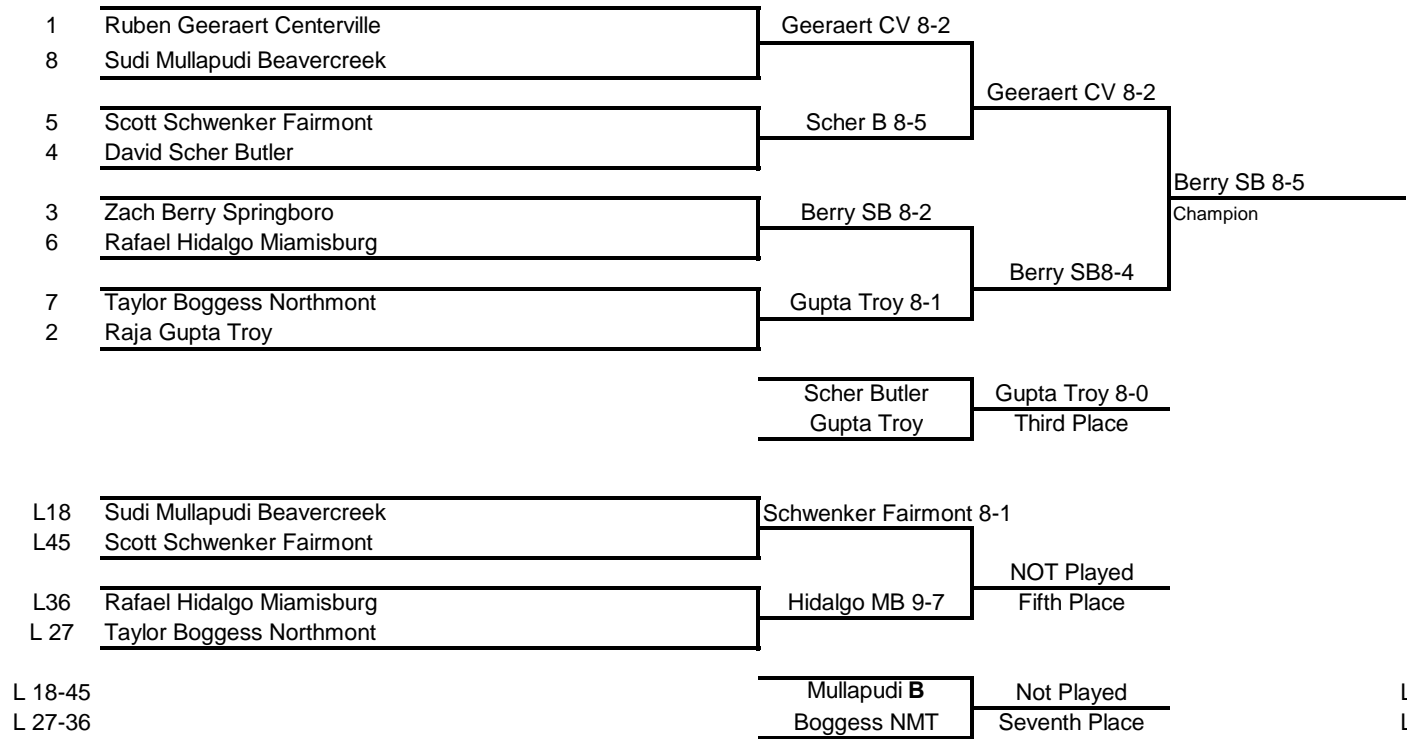 1 Ruben Geeraert Centerville Geeraert CV 8-2
8 Sudi Mullapudi Beavercreek
Geeraert CV 8-2
5 Scott Schwenker Fairmont Scher B 8-5
4 David Scher Butler
Berry SB 8-5
3 Zach Berry Springboro Berry SB 8-2 Champion
6 Rafael Hidalgo Miamisburg
Berry SB8-4
7 Taylor Boggess Northmont Gupta Troy 8-1
2 Raja Gupta Troy
Scher Butler Gupta Troy 8-0
Gupta Troy Third Place
L18 Sudi Mullapudi Beavercreek Schwenker Fairmont 8-1
L45 Scott Schwenker Fairmont
NOT Played
L36 Rafael Hidalgo Miamisburg Hidalgo MB 9-7 Fifth Place
L 27 Taylor Boggess Northmont
L 18-45 Mullapudi B Not Played L
L 27-36 Boggess NMT Seventh Place L